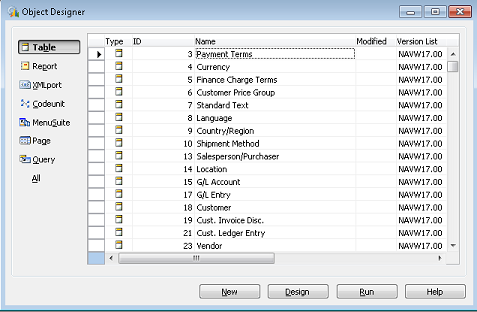 Object Designer
Table
Report
XMLport
Codeunit
MenuSuite
Page
Query
All
Type ID Name Modified Version List
3 Payment Terms NAVW17.00
4 Currency NAVW17.00
5 Finance Charge Terms NAVW17.00
6 Customer Price Group NAVW17.00
7 Standard Text NAVW17.00
8 Language NAVW17.00
9 Country/Region NAVW17.00
10 Shipment Method NAVW17.00
13 Salesperson/Purchaser NAVW17.00
14 Location NAVW17.00
15 G/L Account NAVW17.00
17 G/L Entry NAVW17.00
18 Customer NAVW17.00
19 Cust. Invoice Disc. NAVW17.00
21 Cust. Ledger Entry NAVW17.00
23 Vendor NAVW17.00
New Design Run Help